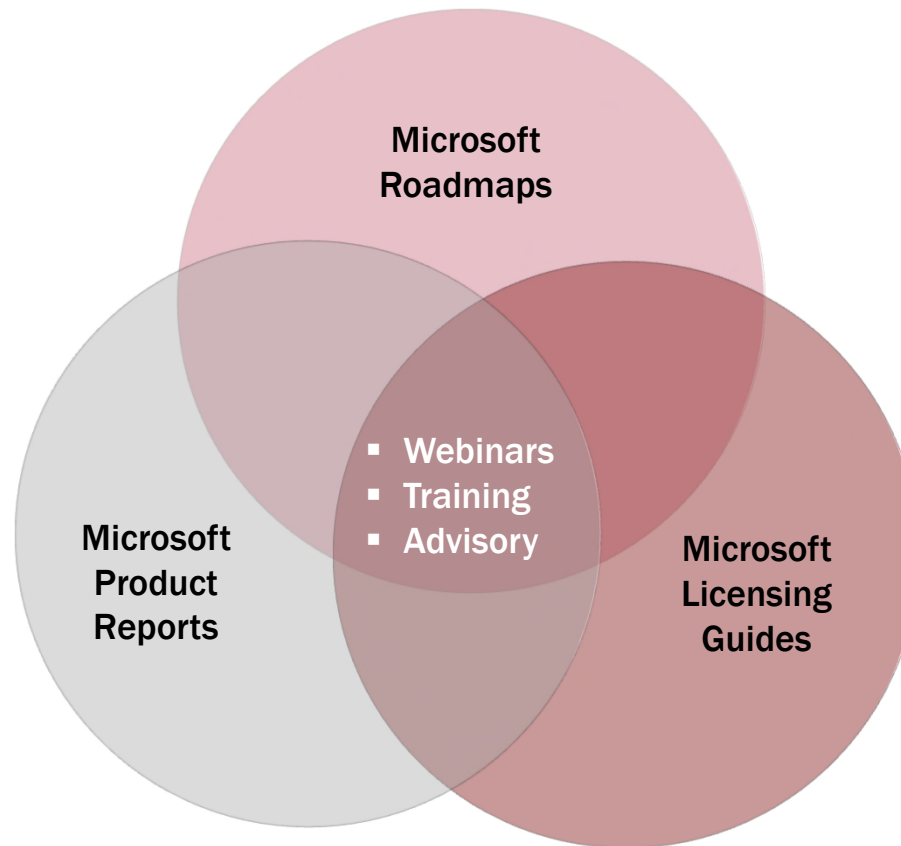 Microsoft
Roadmaps
▪ Webinars
▪ Training
▪ Advisory
Microsoft
Product
Reports
Microsoft
Licensing
Guides